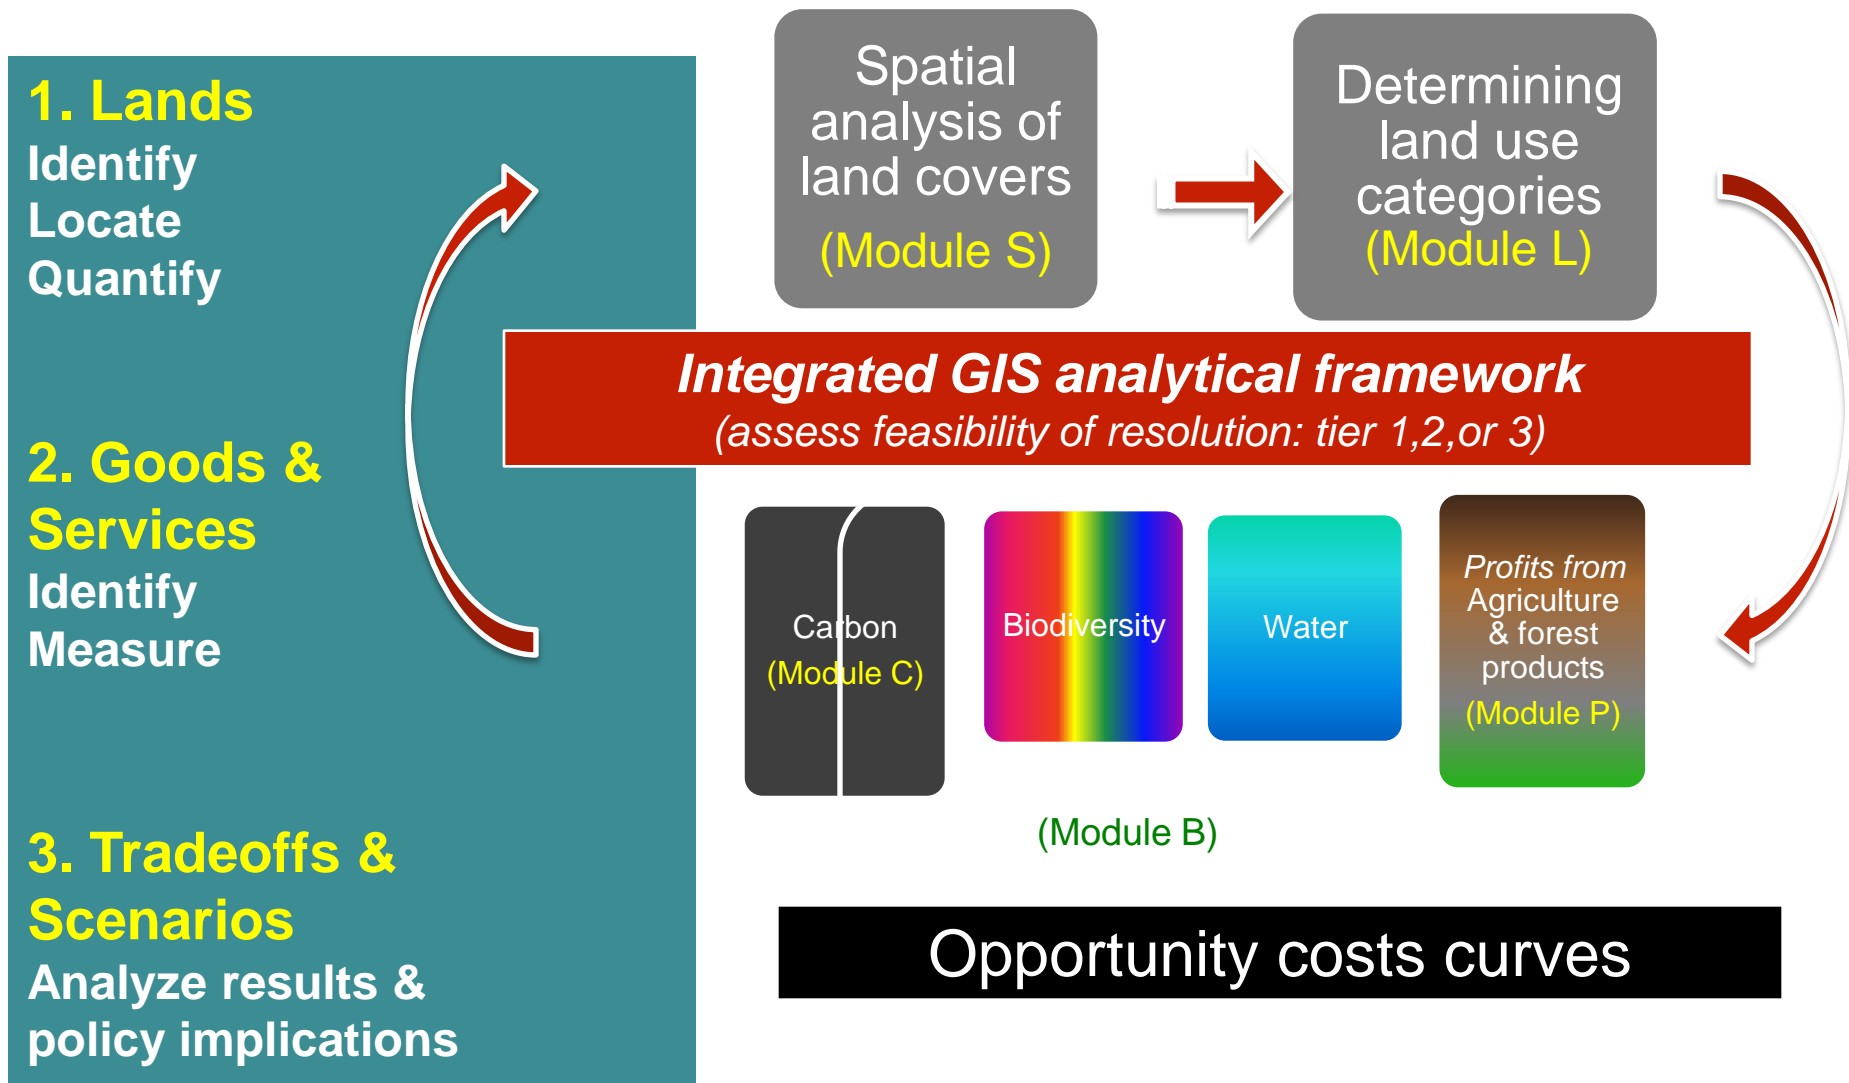 1. Lands
Identify
Locate
Quantify
2. Goods &
Services
Identify
Measure
3. Tradeoffs &
Scenarios
Analyze results &
policy implications
Spatial
analysis of
land covers
(Module S)
Determining
land use
categories
(Module L)
Integrated GIS analytical framework
(assess feasibility of resolution: tier 1,2,or 3)
Carbon
(Module C)
Biodiversity
Water
Profits from
Agriculture
& forest
products
(Module P)
(Module B)
Opportunity costs curves